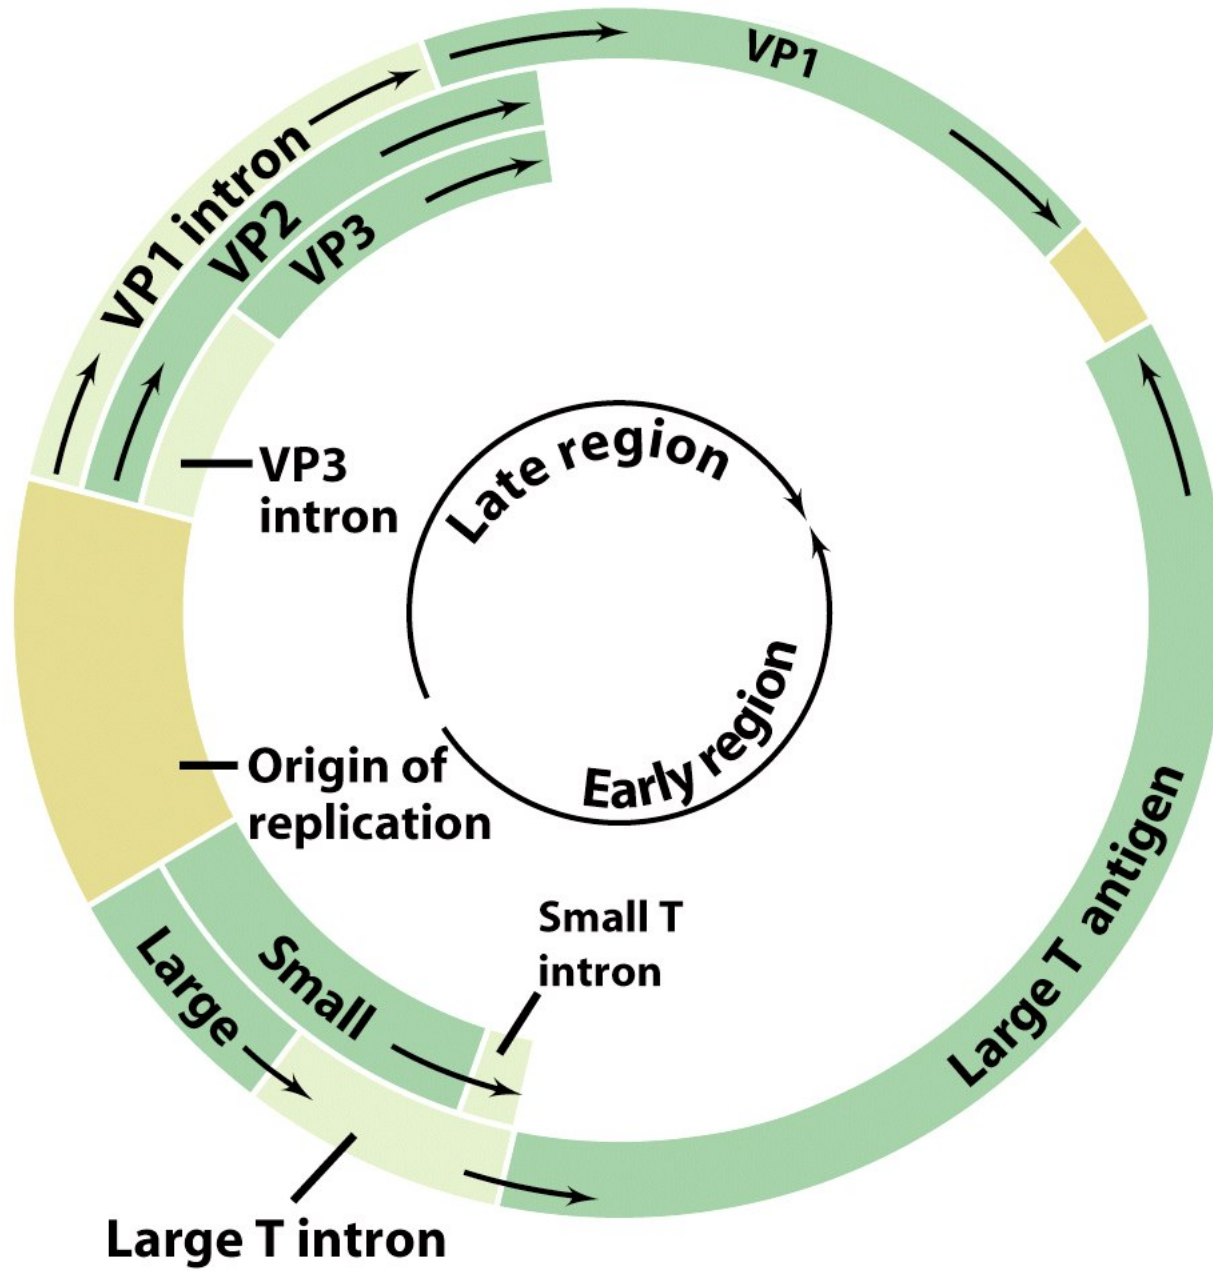 VP1
VP1 intron
VP2
VP3
VP3
intron
Late region
Early region
Origin of
replication
Small T
intron
Large
Small
Large T antigen
Large T intron